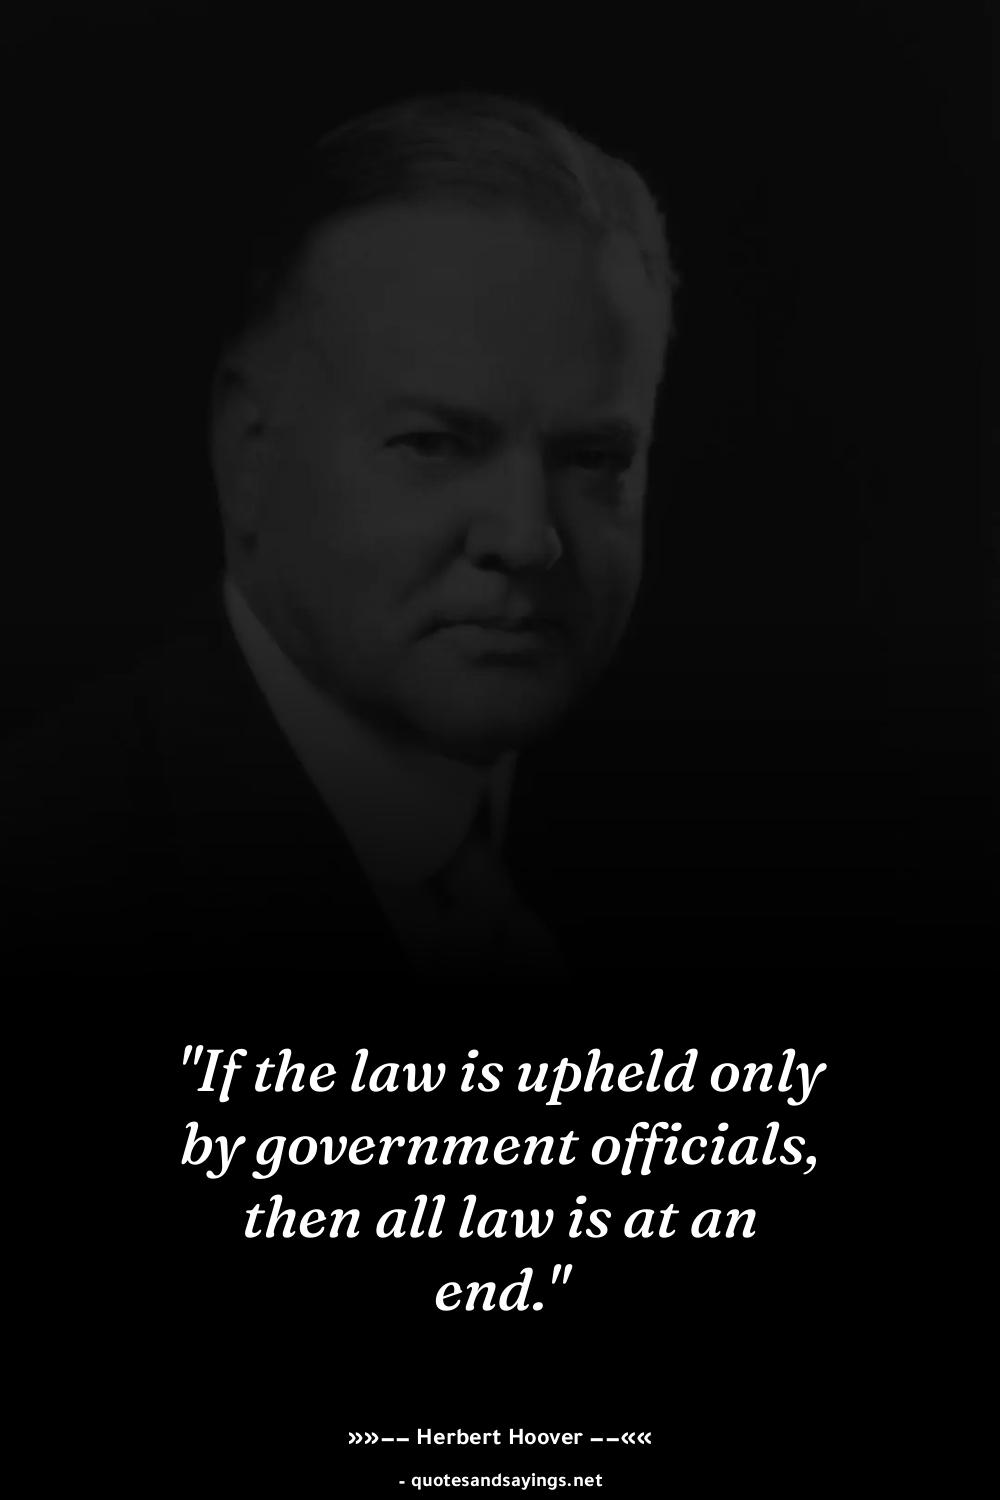 "If the law is upheld only
by government officials,
then all law is at an
end."
»»–– Herbert Hoover ––««
- quotesandsayings.net